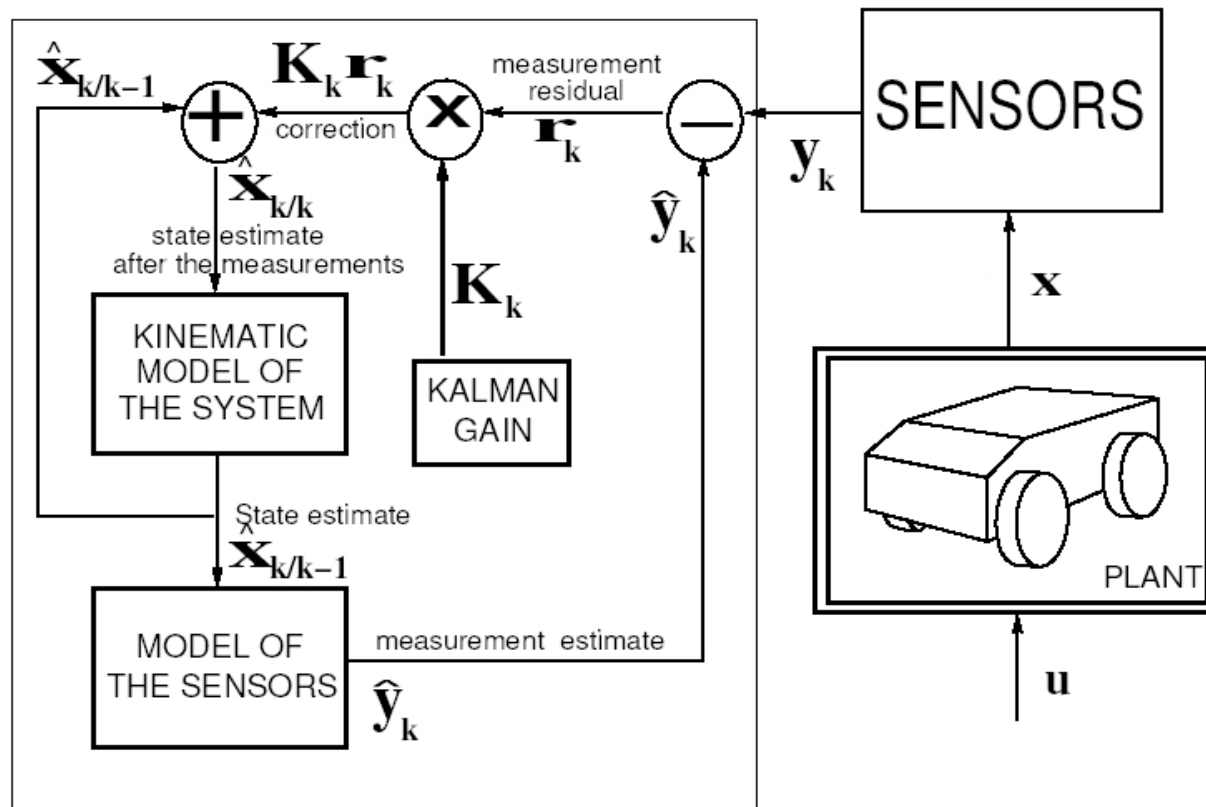 x̂k/k−1
Kk rk
correction
measurement
residual
rk
yk
SENSORS
x̂k/k
state estimate
after the measurements
Kk
ŷk
x
KINEMATIC
MODEL OF
THE SYSTEM
KALMAN
GAIN
State estimate
x̂k/k−1
MODEL OF
THE SENSORS
measurement estimate
ŷk
PLANT
u